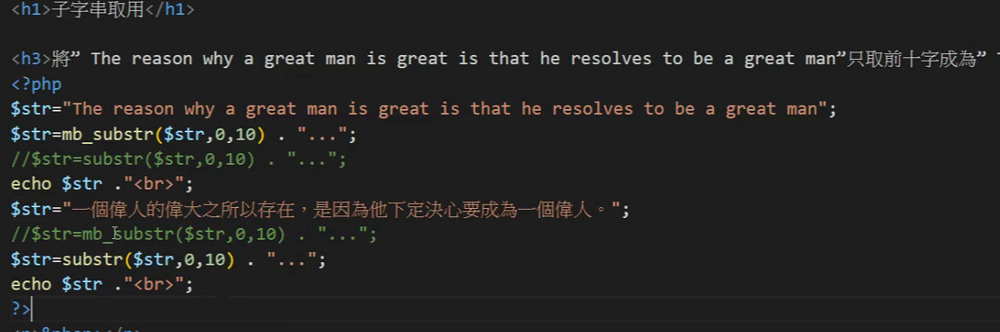 <h1>子字串取用</h1>
<h3>將” The reason why a great man is great is that he resolves to be a great man”只取前十字成為”
<?php
$str="The reason why a great man is great is that he resolves to be a great man";
$str=mb_substr($str,0,10) . "...";
//$str=substr($str,0,10) . "...";
echo $str ."<br>";
$str="一個偉人的偉大之所以存在，是因為他下定決心要成為一個偉人。";
//$str=mb_substr($str,0,10) . "...";
$str=substr($str,0,10) . "...";
echo $str ."<br>";
?>